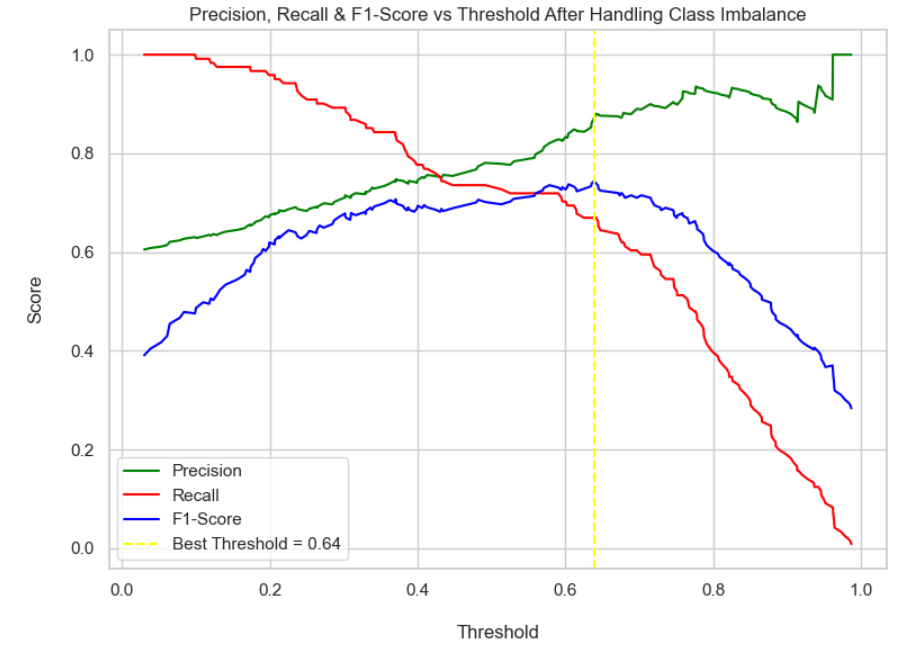 Precision, Recall & F1-Score vs Threshold After Handling Class Imbalance
1.0
0.8
0.6
0.4
0.2
0.0
Score
Precision
Recall
F1-Score
Best Threshold = 0.64
0.0 0.2 0.4 0.6 0.8 1.0
Threshold